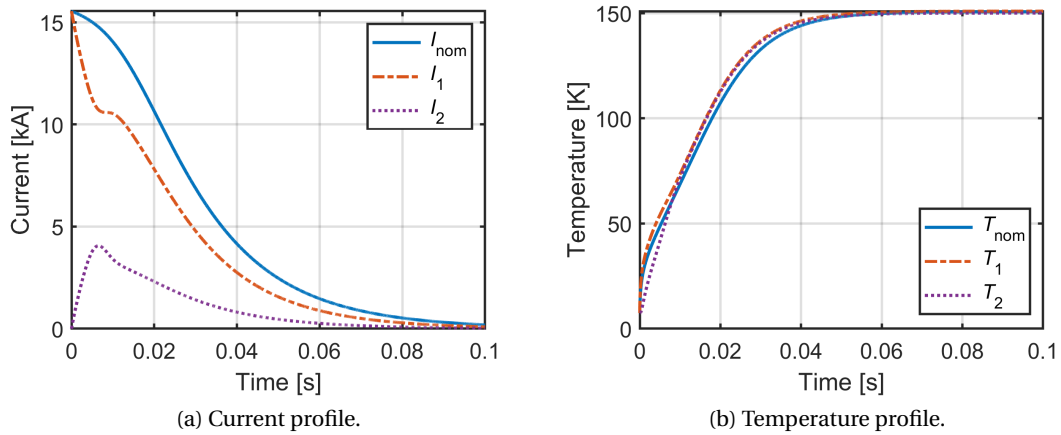 15
10
5
0
Current [kA]
0 0.02 0.04 0.06 0.08 0.1
Time [s]
I_nom
I_1
I_2
(a) Current profile.
150
100
50
0
Temperature [K]
0 0.02 0.04 0.06 0.08 0.1
Time [s]
T_nom
T_1
T_2
(b) Temperature profile.